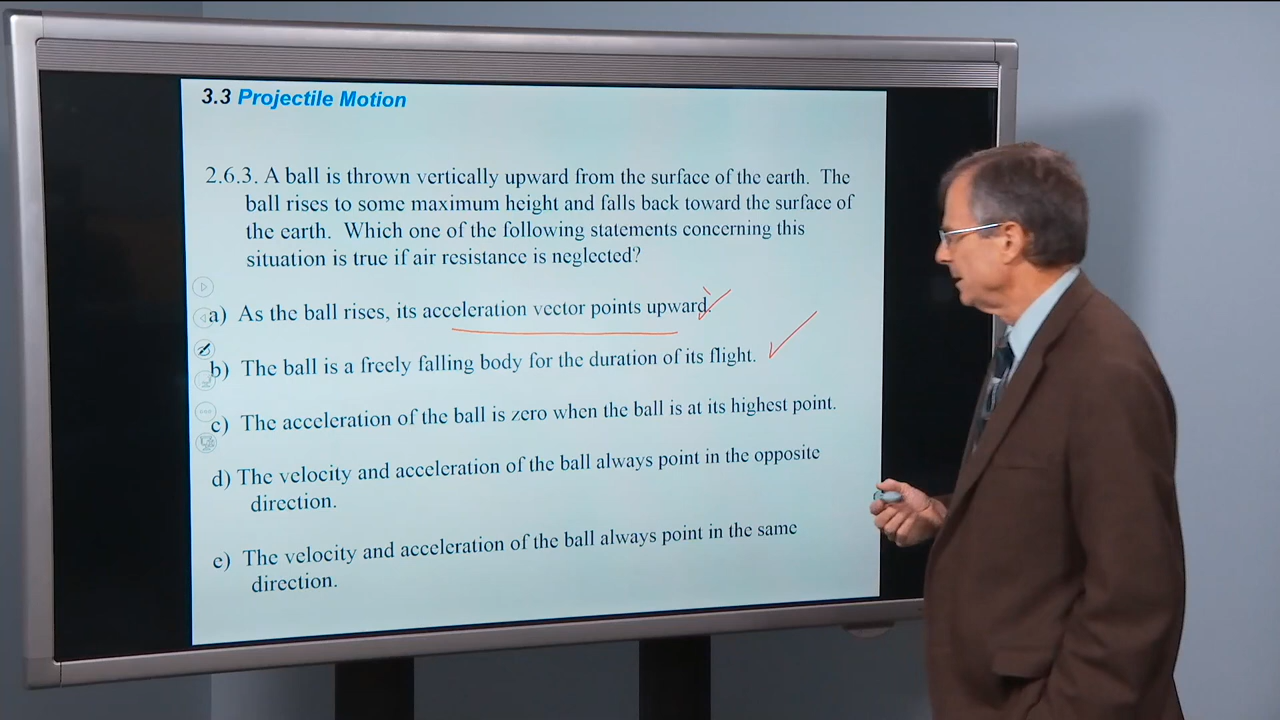 3.3 Projectile Motion
2.6.3. A ball is thrown vertically upward from the surface of the earth. The
ball rises to some maximum height and falls back toward the surface of
the earth. Which one of the following statements concerning this
situation is true if air resistance is neglected?
a) As the ball rises, its acceleration vector points upward.
b) The ball is a freely falling body for the duration of its flight.
c) The acceleration of the ball is zero when the ball is at its highest point.
d) The velocity and acceleration of the ball always point in the opposite
direction.
e) The velocity and acceleration of the ball always point in the same
direction.